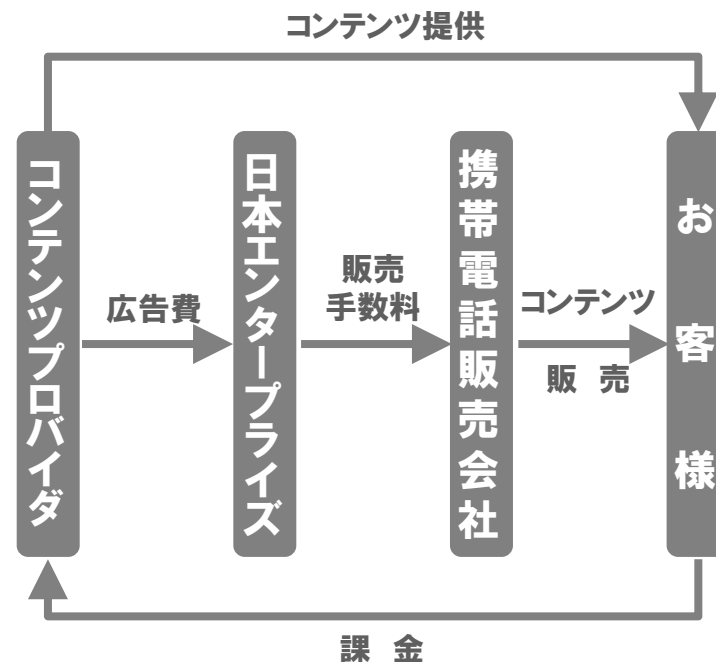 コンテンツ提供
コンテンツプロバイダ
広告費
日本エンタープライズ
販売
手数料
携帯電話販売会社
コンテンツ
販 売
お客様
課 金